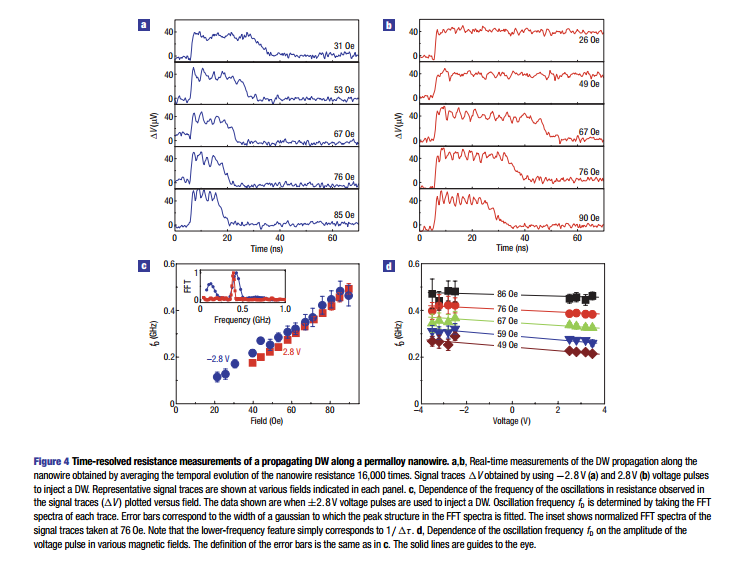 a
b
40
0
31 Oe
40
0
53 Oe
40
0
67 Oe
40
0
76 Oe
40
0
85 Oe
ΔV(μV)
0 20 40 60
Time (ns)
40
0
26 Oe
40
0
49 Oe
40
0
67 Oe
40
0
76 Oe
40
0
90 Oe
ΔV(μV)
0 20 40 60
Time (ns)
c
0.6
0.4
0.2
0
f₀ (GHz)
1
0
FFT
0 0.5 1.0
Frequency (GHz)
−2.8 V
2.8 V
0 20 40 60 80
Field (Oe)
d
0.6
0.4
0.2
0
f₀ (GHz)
86 Oe
76 Oe
67 Oe
59 Oe
49 Oe
−4 −2 0 2 4
Voltage (V)
Figure 4 Time-resolved resistance measurements of a propagating DW along a permalloy nanowire. a,b, Real-time measurements of the DW propagation along the
nanowire obtained by averaging the temporal evolution of the nanowire resistance 16,000 times. Signal traces ΔV obtained by using −2.8 V (a) and 2.8 V (b) voltage pulses
to inject a DW. Representative signal traces are shown at various fields indicated in each panel. c, Dependence of the frequency of the oscillations in resistance observed in
the signal traces (ΔV) plotted versus field. The data shown are when ±2.8 V voltage pulses are used to inject a DW. Oscillation frequency f₀ is determined by taking the FFT
spectra of each trace. Error bars correspond to the width of a gaussian to which the peak structure in the FFT spectra is fitted. The inset shows normalized FFT spectra of the
signal traces taken at 76 Oe. Note that the lower-frequency feature simply corresponds to 1/Δτ. d, Dependence of the oscillation frequency f₀ on the amplitude of the
voltage pulse in various magnetic fields. The definition of the error bars is the same as in c. The solid lines are guides to the eye.